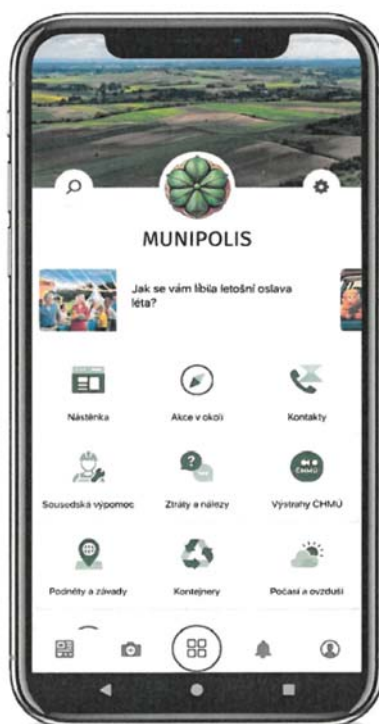 MUNIPOLIS
Jak se vám líbila letošní oslava
léta?
Nástěnka
Akce v okolí
Kontakty
Sousedská výpomoc
Ztráty a nálezy
ČHMÚ
Výstrahy ČHMÚ
Podněty a závady
Kontejnery
Počasí a ovzduší